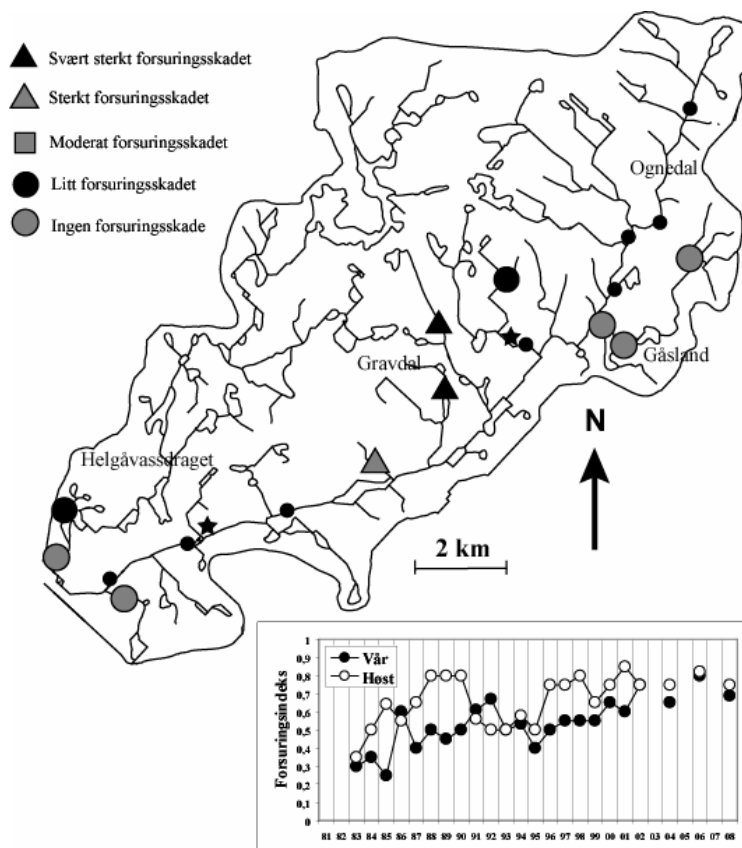 Svært sterkt forsuringsskadet
Sterkt forsuringsskadet
Moderat forsuringsskadet
Litt forsuringsskadet
Ingen forsuringsskade
Ognedal
Gåsland
Gravdal
N
Helgåvassdraget
2 km
Forsuringsindeks
1
0,9
0,8
0,7
0,6
0,5
0,4
0,3
0,2
0,1
0
Vår
Høst
81 82 83 84 85 86 87 88 89 90 91 92 93 94 95 96 97 98 99 00 01 02 03 04 05 06 07 08